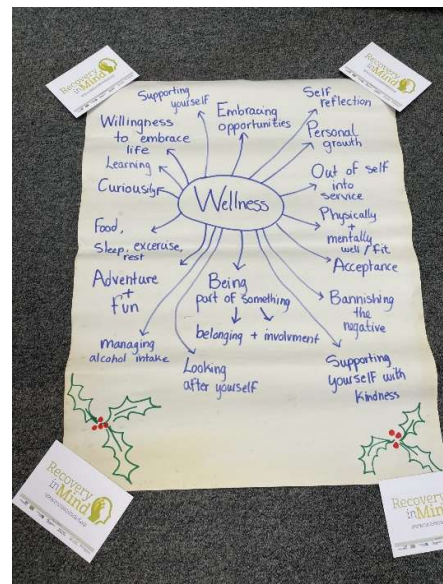 Recovery
in Mind
Recovery
in Mind
Supporting
yourself
Embracing
opportunities
Self
reflection
Willingness
to embrace
life
Personal
growth
Learning
Curiousity
Out of self
into
service
Wellness
Physically
+
mentally
well / fit
Food,
Sleep, excercise,
rest
Acceptance
Adventure
+
fun
Being
part of something
belonging + involvment
Bannishing
the
negative
managing
alcohol intake
Looking
after yourself
Supporting
yourself with
kindness
Recovery
in Mind
Recovery
in Mind